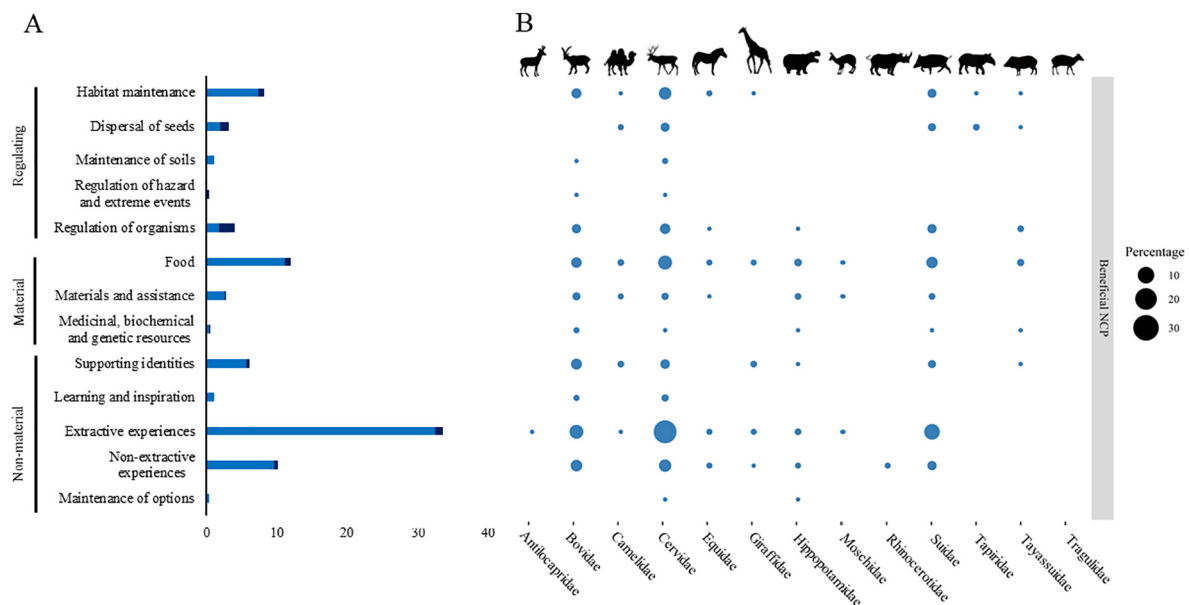 A
B
Regulating
Habitat maintenance
Dispersal of seeds
Maintenance of soils
Regulation of hazard
and extreme events
Regulation of organisms
Material
Food
Materials and assistance
Medicinal, biochemical
and genetic resources
Non-material
Supporting identities
Learning and inspiration
Extractive experiences
Non-extractive
experiences
Maintenance of options
0 10 20 30 40
Antilocapridae
Bovidae
Camelidae
Cervidae
Equidae
Giraffidae
Hippopotamidae
Moschidae
Rhinocerotidae
Suidae
Tapiridae
Tayassuidae
Tragulidae
Beneficial NCP
Percentage
10
20
30